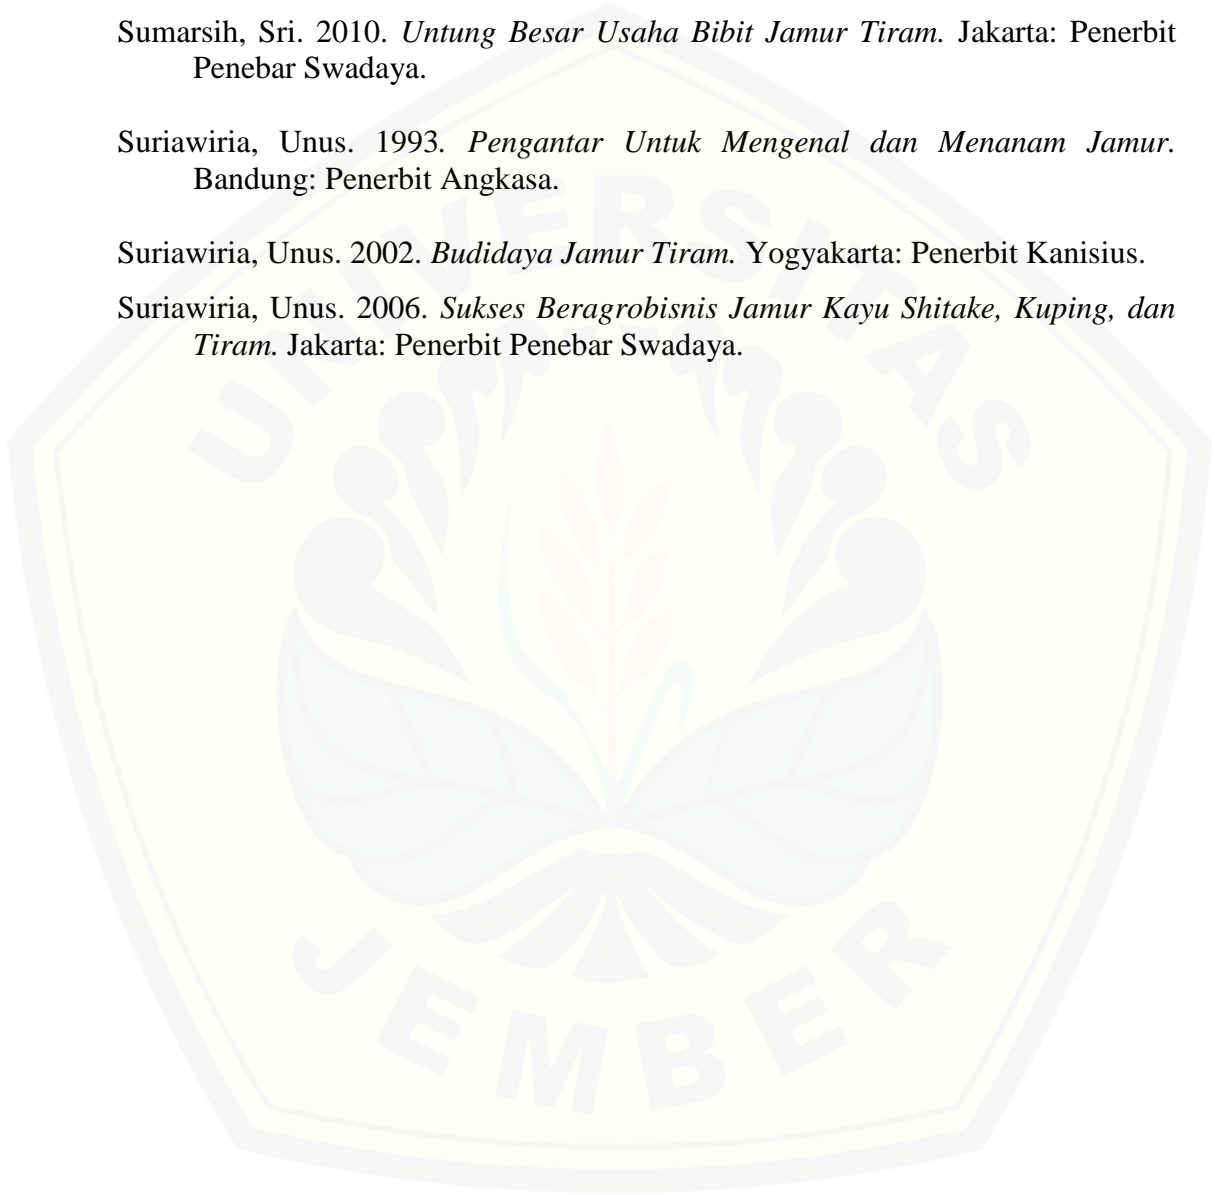 Sumarsih, Sri. 2010. Untung Besar Usaha Bibit Jamur Tiram. Jakarta: Penerbit
Penebar Swadaya.
Suriawiria, Unus. 1993. Pengantar Untuk Mengenal dan Menanam Jamur.
Bandung: Penerbit Angkasa.
Suriawiria, Unus. 2002. Budidaya Jamur Tiram. Yogyakarta: Penerbit Kanisius.
Suriawiria, Unus. 2006. Sukses Beragrobisnis Jamur Kayu Shitake, Kuping, dan
Tiram. Jakarta: Penerbit Penebar Swadaya.
UNIVERSITAS
JEMBER